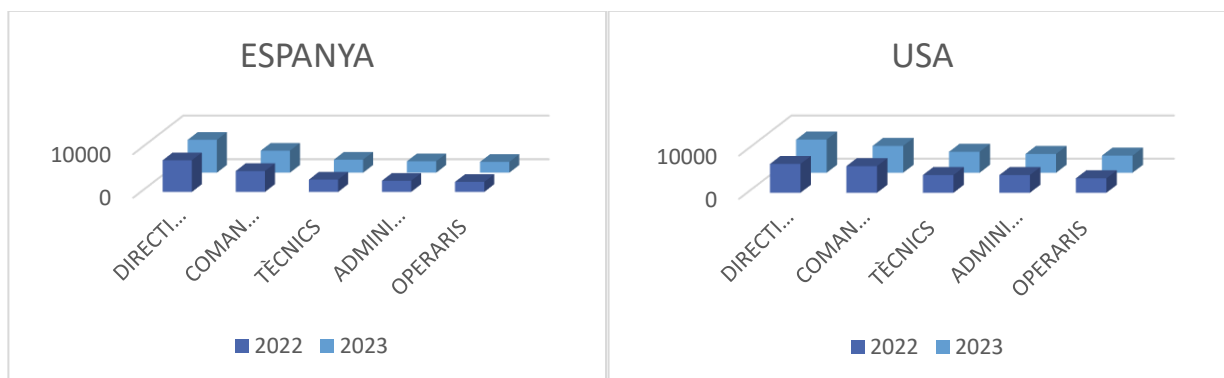 ESPANYA
10000
0
DIRECTI...
COMAN...
TÈCNICS
ADMINI...
OPERARIS
2022 2023
USA
10000
0
DIRECTI...
COMAN...
TÈCNICS
ADMINI...
OPERARIS
2022 2023